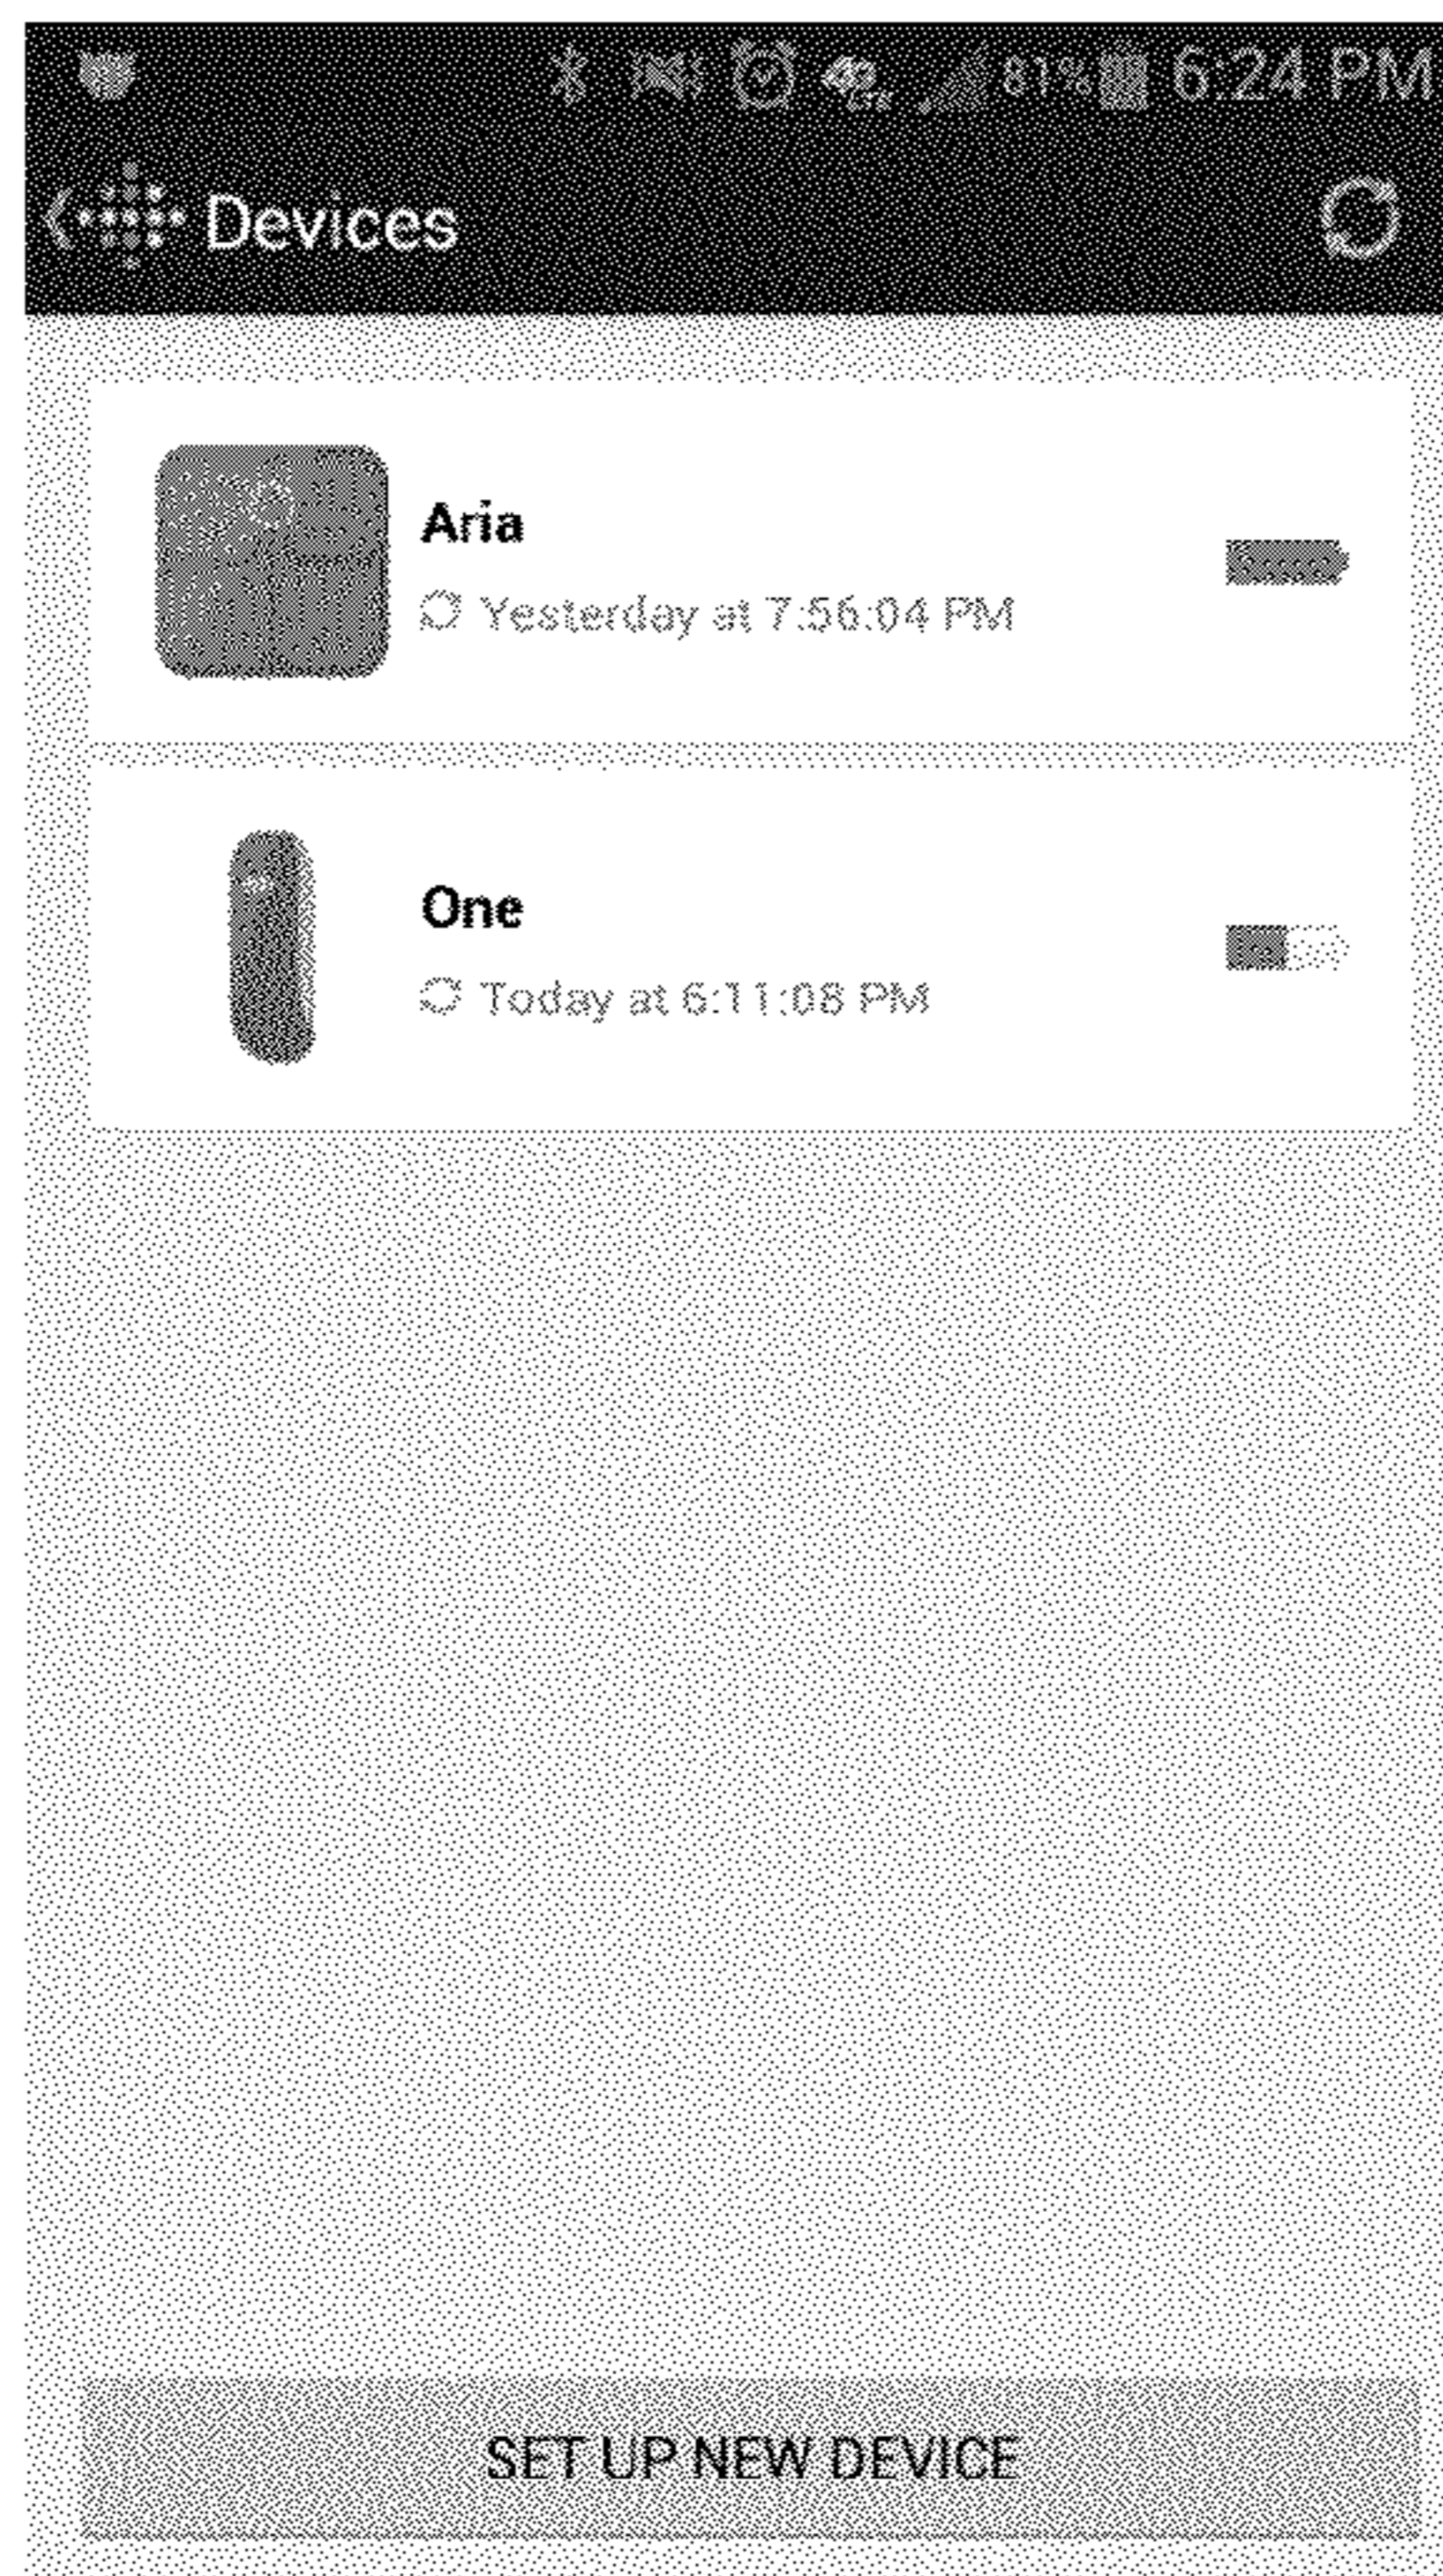 81% 6:24 PM
Devices
Aria
Yesterday at 7:56:04 PM
One
Today at 6:11:08 PM
SET UP NEW DEVICE